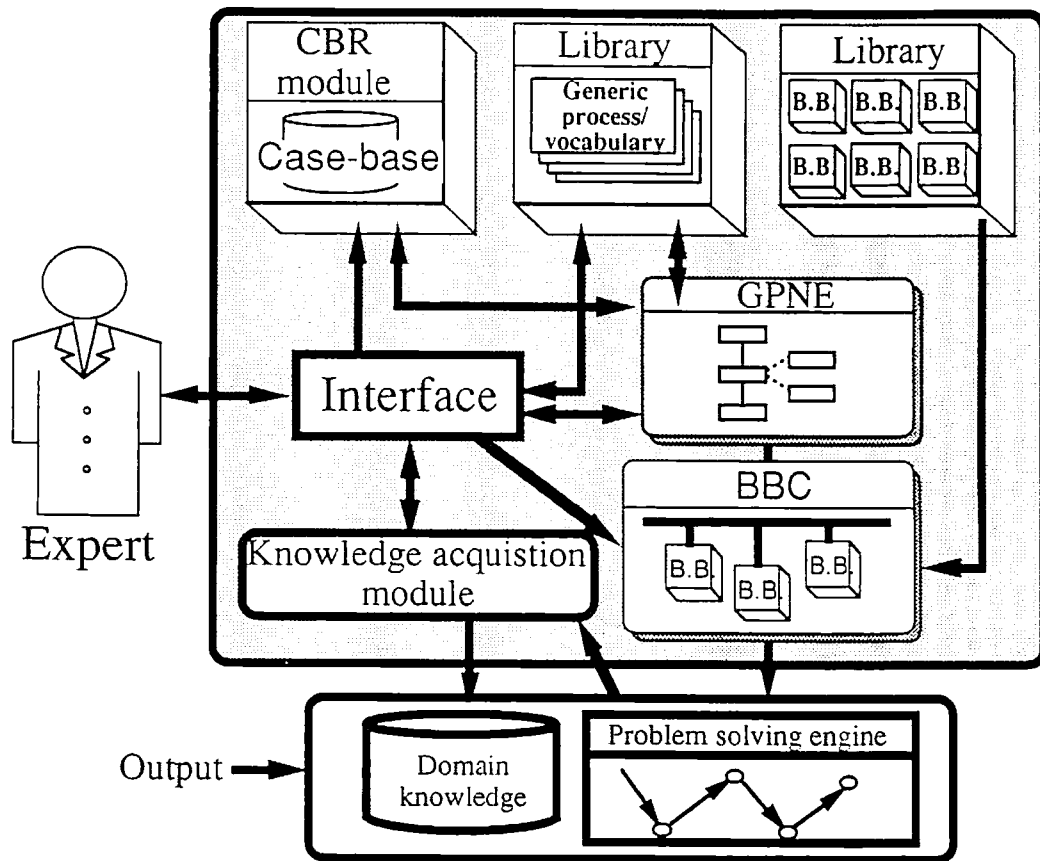 CBR
module
Case-base
Library
Generic
process/
vocabulary
Library
B.B. B.B. B.B.
B.B. B.B. B.B.
GPNE
Interface
Expert
BBC
B.B. B.B. B.B.
Knowledge acquistion
module
Output
Domain
knowledge
Problem solving engine